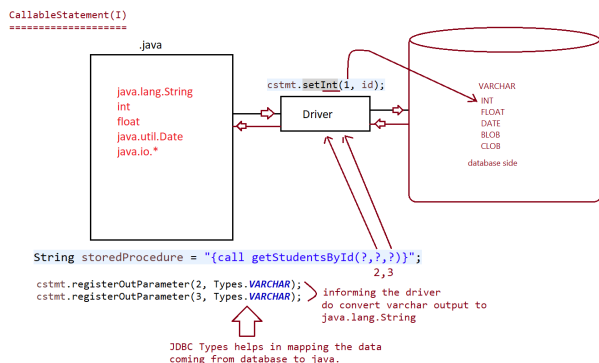 CallableStatement(I)
====================
.java
java.lang.String
int
float
java.util.Date
java.io.*
cstmt.setInt(1, id);
Driver
VARCHAR
INT
FLOAT
DATE
BLOB
CLOB
database side
String storedProcedure = "{call getStudentsById(?,?,?)}";
2,3
cstmt.registerOutParameter(2, Types.VARCHAR);
cstmt.registerOutParameter(3, Types.VARCHAR);
informing the driver
do convert varchar output to
java.lang.String
JDBC Types helps in mapping the data
coming from database to java.